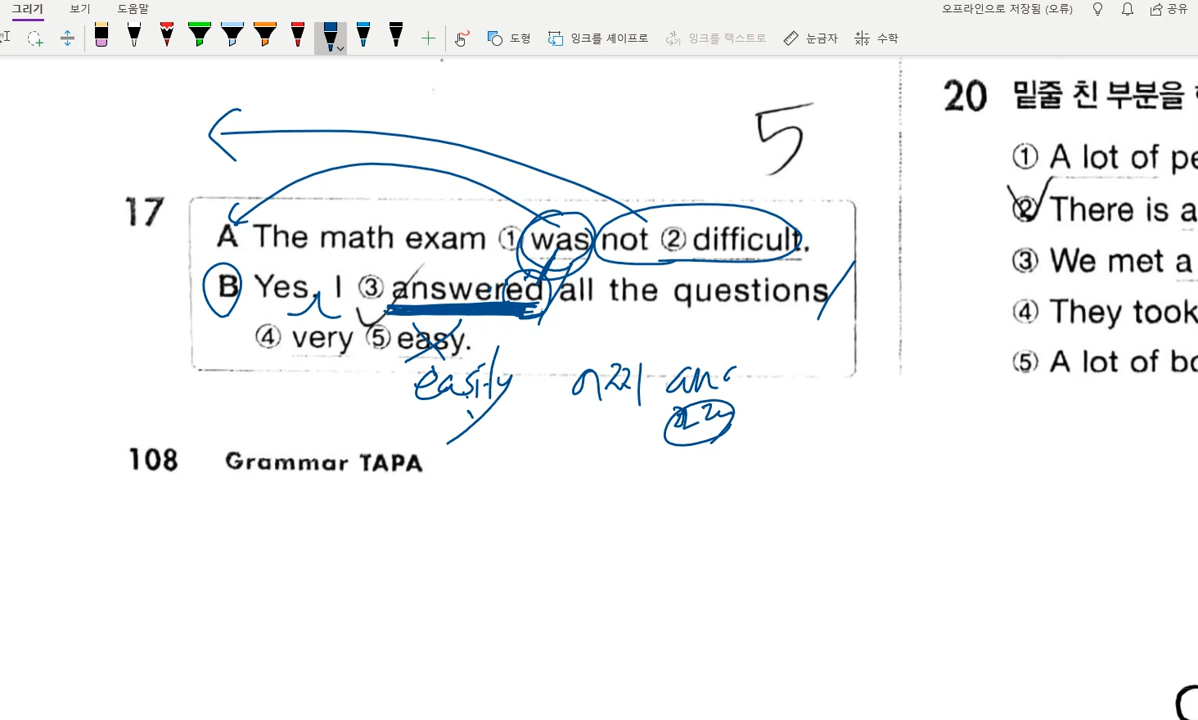 그리기 보기 도움말 오프라인으로 저장됨 (오류) 공유
도형 잉크를 셰이프로 잉크를 텍스트로 눈금자 수학
5
17
A The math exam ① was not ② difficult.
B Yes, I ③ answered all the questions
④ very ⑤ easy.
easily
108 Grammar TAPA
20 밑줄 친 부분을
① A lot of pe
② There is a
③ We met a
④ They took
⑤ A lot of bo